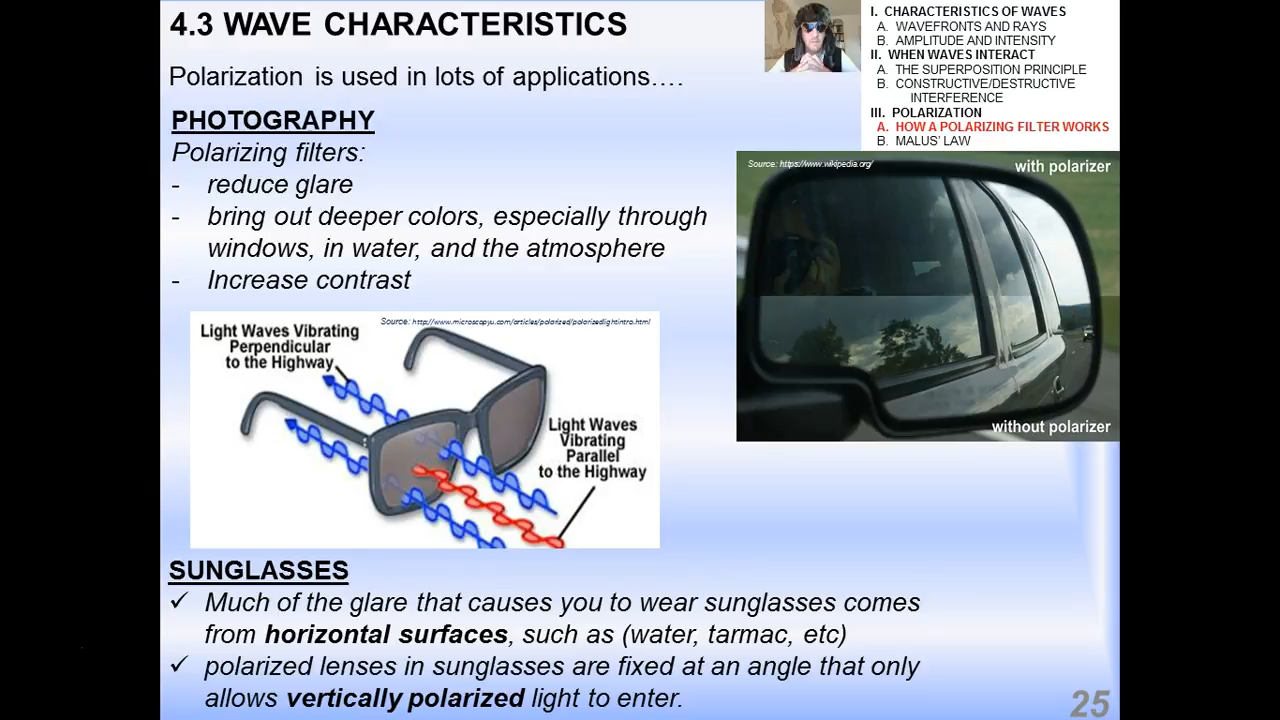 4.3 WAVE CHARACTERISTICS
Polarization is used in lots of applications….
PHOTOGRAPHY
Polarizing filters:
- reduce glare
- bring out deeper colors, especially through
windows, in water, and the atmosphere
- Increase contrast
I. CHARACTERISTICS OF WAVES
A. WAVEFRONTS AND RAYS
B. AMPLITUDE AND INTENSITY
II. WHEN WAVES INTERACT
A. THE SUPERPOSITION PRINCIPLE
B. CONSTRUCTIVE/DESTRUCTIVE
INTERFERENCE
III. POLARIZATION
A. HOW A POLARIZING FILTER WORKS
B. MALUS' LAW
Source: https://www.wikipedia.org/
with polarizer
without polarizer
Source: http://www.microscopyu.com/articles/polarized/polarizedlightintro.html
Light Waves Vibrating
Perpendicular
to the Highway
Light Waves
Vibrating
Parallel
to the Highway
SUNGLASSES
✓ Much of the glare that causes you to wear sunglasses comes
from horizontal surfaces, such as (water, tarmac, etc)
✓ polarized lenses in sunglasses are fixed at an angle that only
allows vertically polarized light to enter.
25